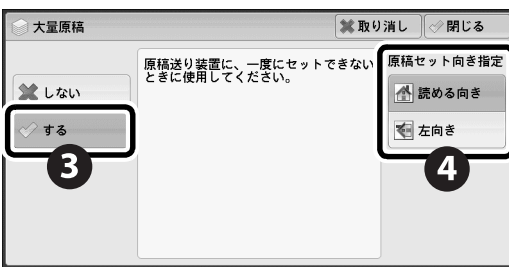 大量原稿
取り消し
閉じる
原稿送り装置に、一度にセットできない
ときに使用してください。
しない
する
3
原稿セット向き指定
読める向き
左向き
4